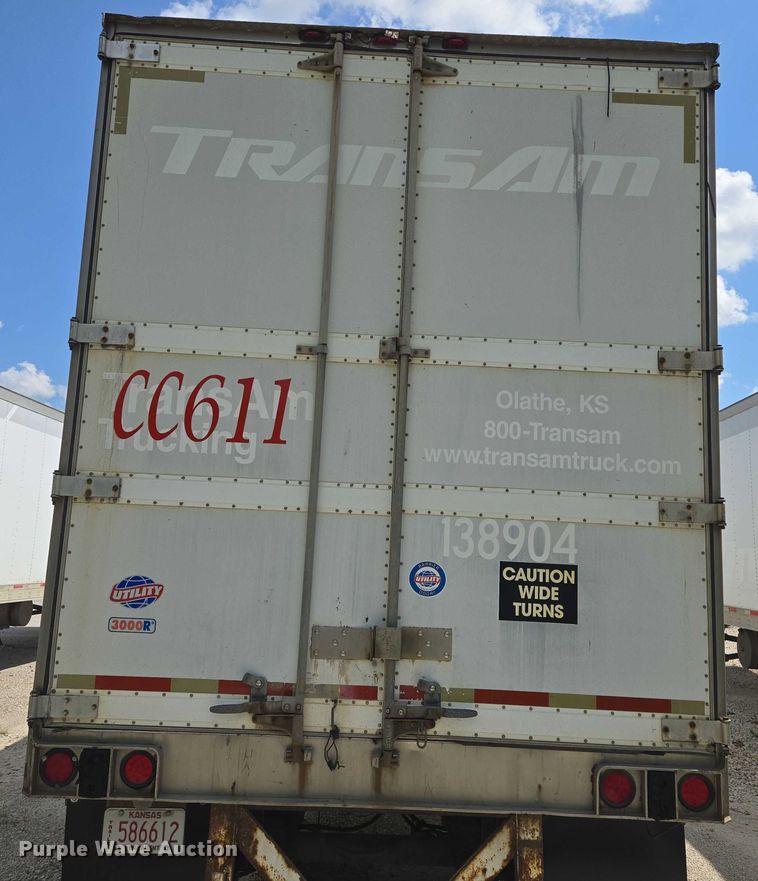 TRANSAM
TransAm
Trucking
CC611
Olathe, KS
800-Transam
www.transamtruck.com
138904
UTILITY
3000R
UTILITY
CAUTION
WIDE
TURNS
KANSAS
586612
Purple Wave Auction